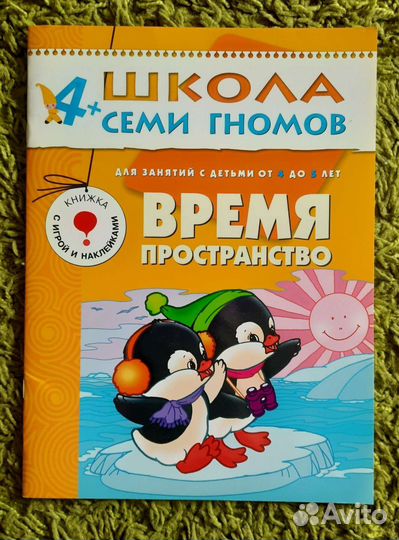 4+
ШКОЛА
СЕМИ ГНОМОВ
ДЛЯ ЗАНЯТИЙ С ДЕТЬМИ ОТ 4 ДО 5 ЛЕТ
КНИЖКА
С ИГРОЙ И НАКЛЕЙКАМИ
ВРЕМЯ
ПРОСТРАНСТВО
Avito